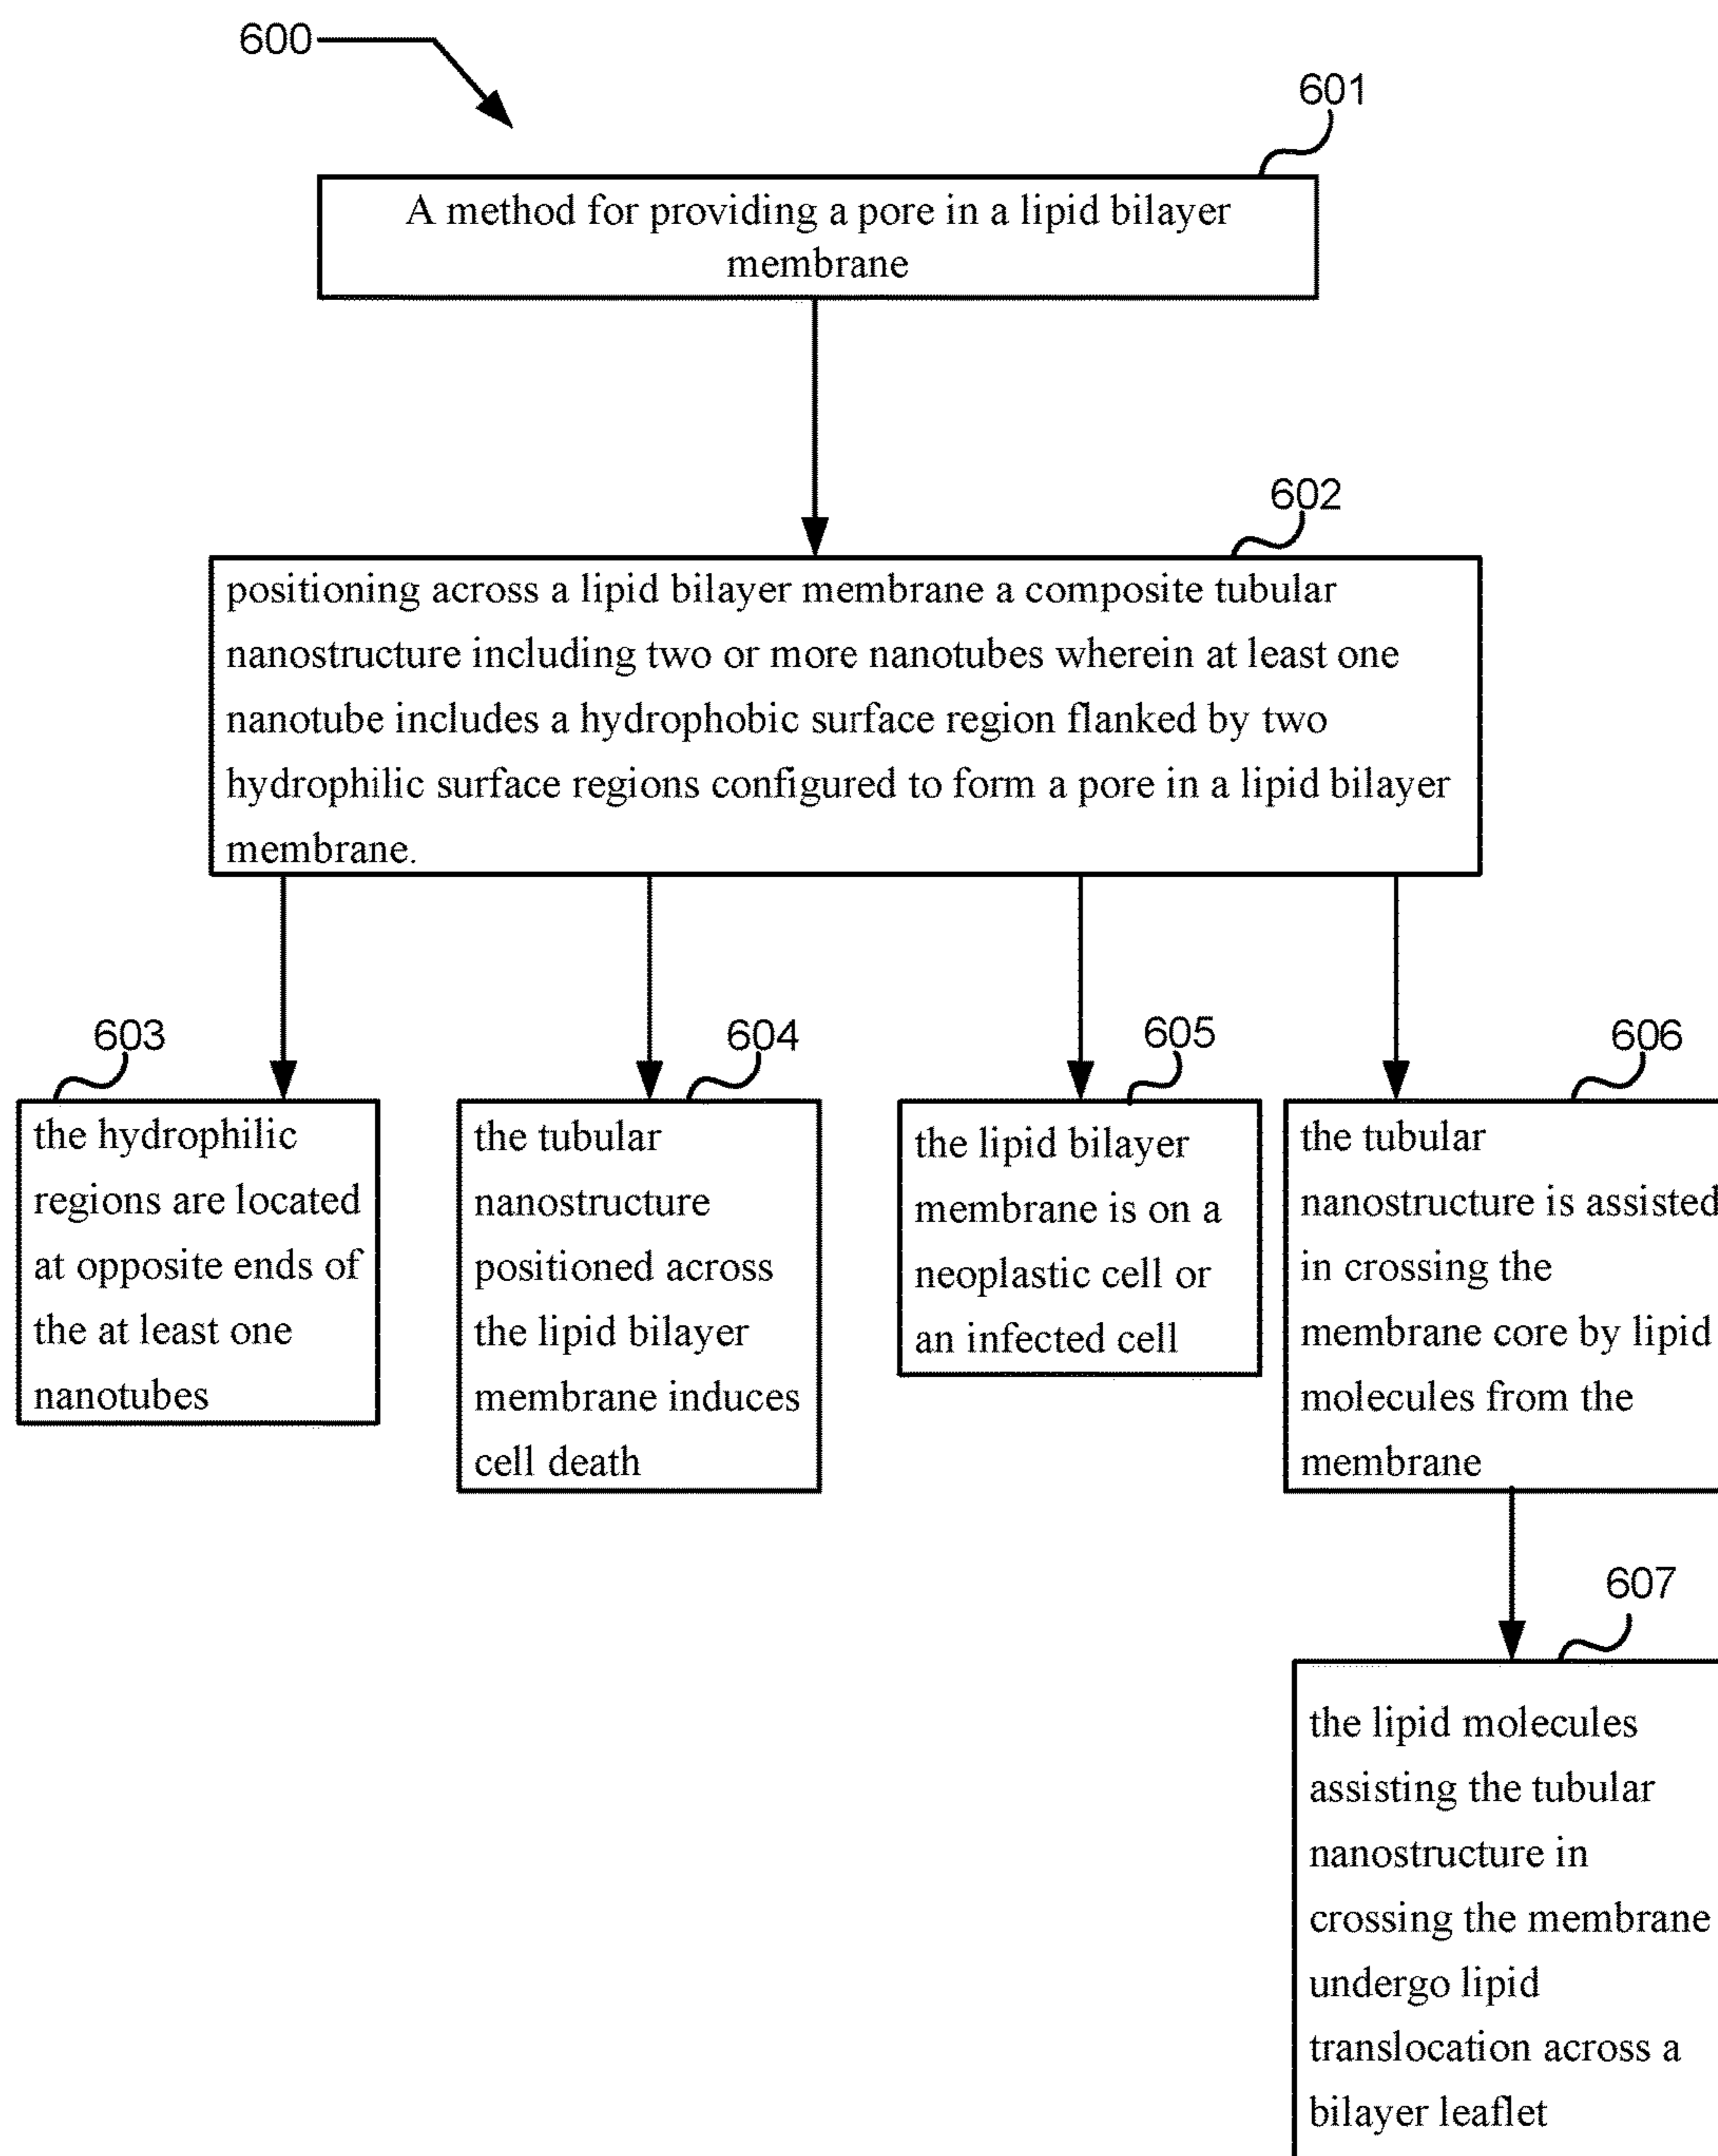 600
601
A method for providing a pore in a lipid bilayer
membrane
602
positioning across a lipid bilayer membrane a composite tubular
nanostructure including two or more nanotubes wherein at least one
nanotube includes a hydrophobic surface region flanked by two
hydrophilic surface regions configured to form a pore in a lipid bilayer
membrane.
603
the hydrophilic
regions are located
at opposite ends of
the at least one
nanotubes
604
the tubular
nanostructure
positioned across
the lipid bilayer
membrane induces
cell death
605
the lipid bilayer
membrane is on a
neoplastic cell or
an infected cell
606
the tubular
nanostructure is assisted
in crossing the
membrane core by lipid
molecules from the
membrane
607
the lipid molecules
assisting the tubular
nanostructure in
crossing the membrane
undergo lipid
translocation across a
bilayer leaflet